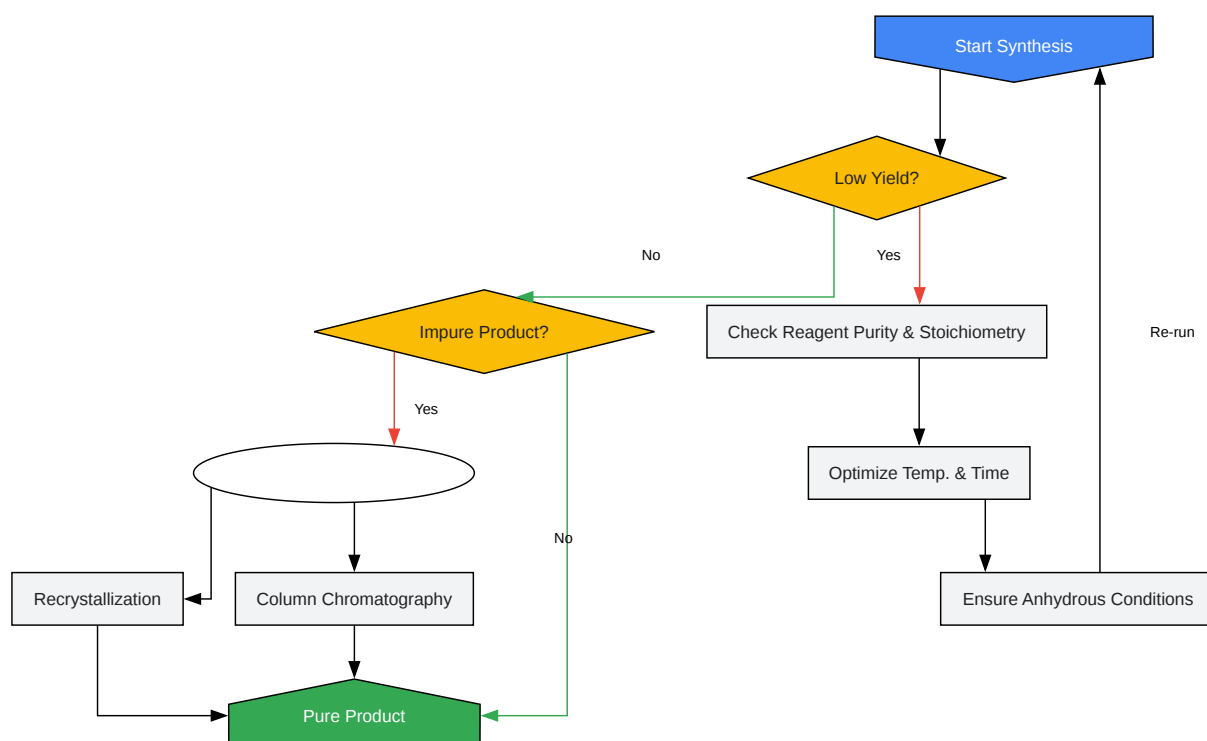 Start Synthesis
Low Yield?
No
Yes
Impure Product?
Check Reagent Purity & Stoichiometry
Re-run
Yes
Optimize Temp. & Time
No
Recrystallization
Column Chromatography
Ensure Anhydrous Conditions
Pure Product